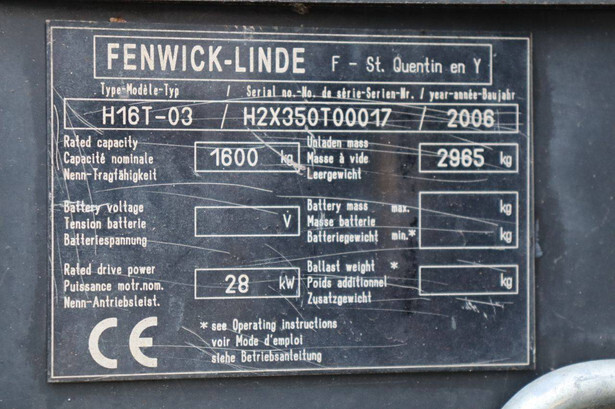 FENWICK-LINDE F - St. Quentin en Y
Type-Modèle-Typ / Serial no.-No. de série-Serien-Nr. / year-année-Baujahr
H16T-03 / H2X350T00017 / 2006
Rated capacity
Capacité nominale 1600 kg
Nenn-Tragfähigkeit
Unladen mass
Masse à vide 2965 kg
Leergewicht
Battery voltage
Tension batterie V
Batteriespannung
Battery mass max. kg
Masse batterie
Batteriegewicht min.* kg
Rated drive power
Puissance motr.nom. 28 kW
Nenn-Antriebsleist.
Ballast weight *
Poids additionnel kg
Zusatzgewicht
CE
* see Operating instructions
voir Mode d'emploi
siehe Betriebsanleitung